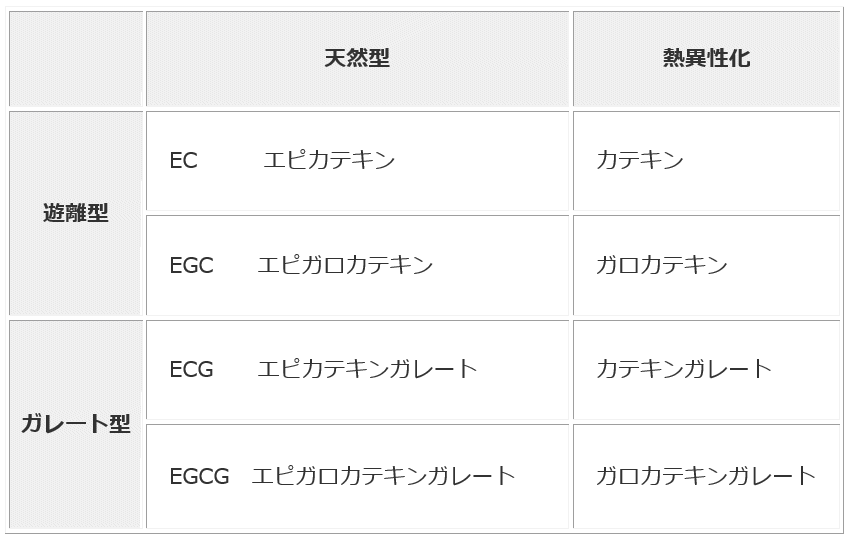 天然型 熱異性化
遊離型
EC エピカテキン カテキン
EGC エピガロカテキン ガロカテキン
ガレート型
ECG エピカテキンガレート カテキンガレート
EGCG エピガロカテキンガレート ガロカテキンガレート